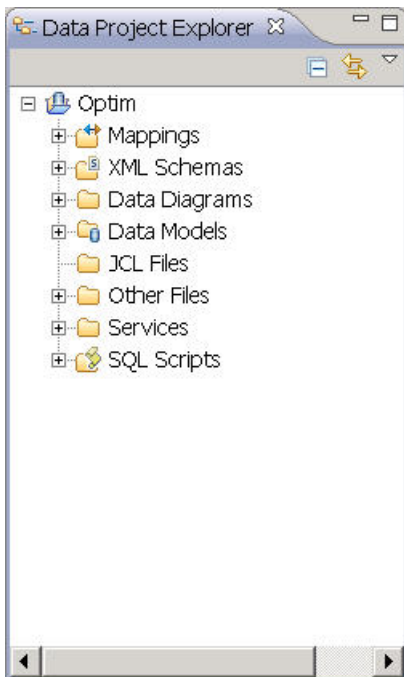 Data Project Explorer
Optim
Mappings
XML Schemas
Data Diagrams
Data Models
JCL Files
Other Files
Services
SQL Scripts